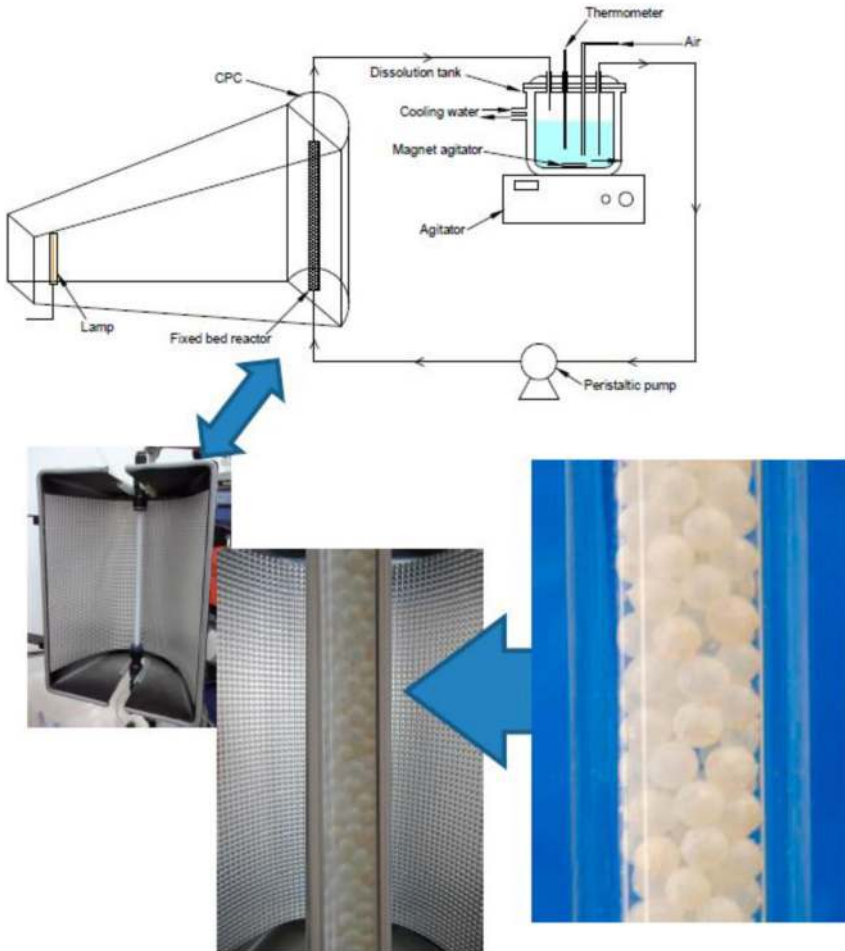 Thermometer
Air
CPC
Dissolution tank
Cooling water
Magnet agitator
Agitator
Lamp
Fixed bed reactor
Peristaltic pump